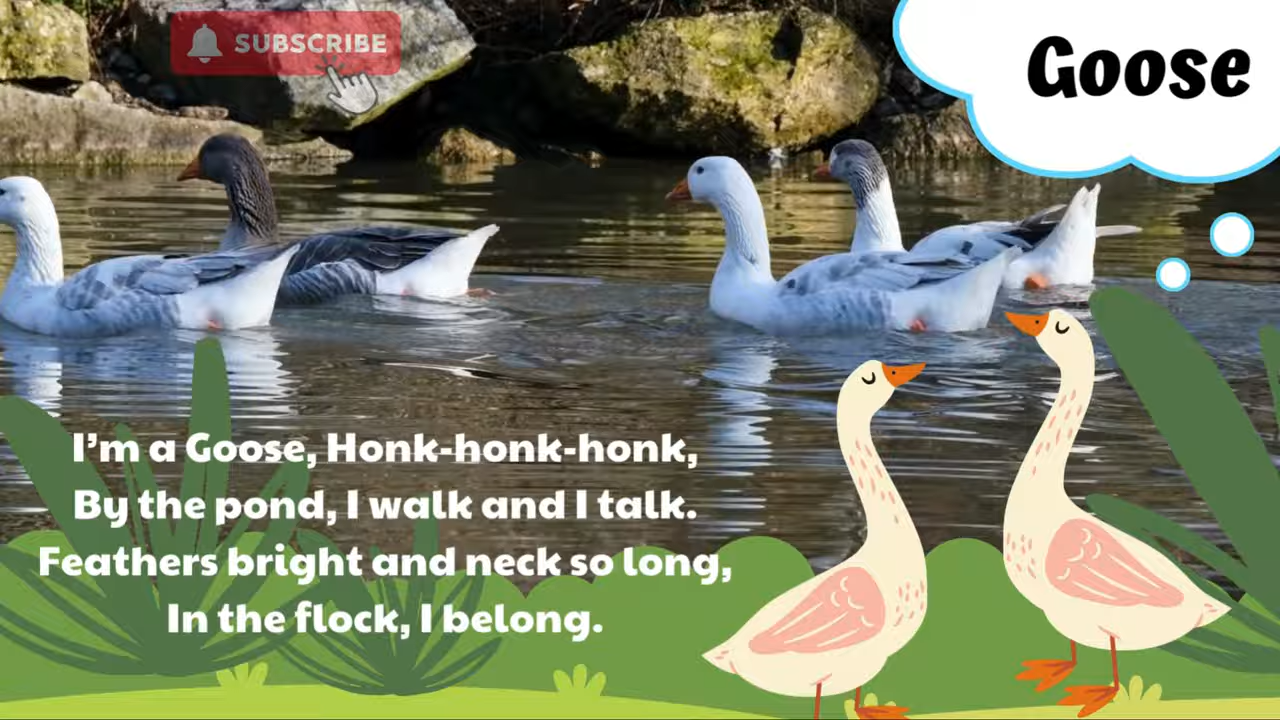 SUBSCRIBE
Goose
I’m a Goose, Honk-honk-honk,
By the pond, I walk and I talk.
Feathers bright and neck so long,
In the flock, I belong.